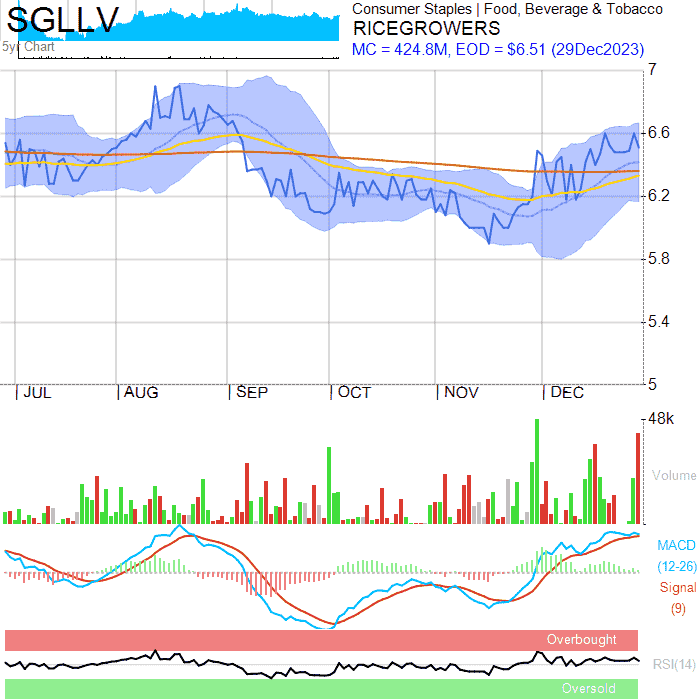 SGLLV
5yr Chart
Consumer Staples | Food, Beverage & Tobacco
RICEGROWERS
MC = 424.8M, EOD = $6.51 (29Dec2023)
7
6.6
6.2
5.8
5.4
5
JUL AUG SEP OCT NOV DEC
48k
Volume
MACD
(12-26)
Signal
(9)
Overbought
RSI(14)
Oversold